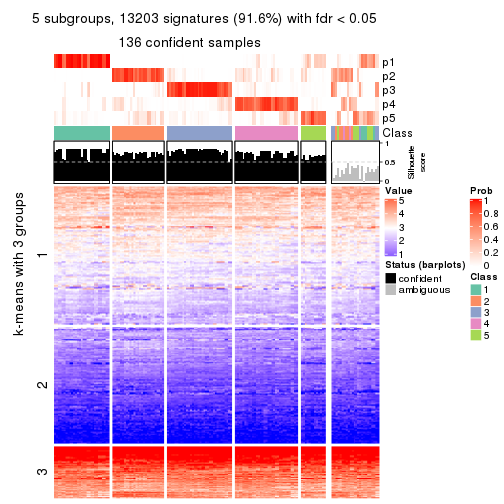 5 subgroups, 13203 signatures (91.6%) with fdr < 0.05
136 confident samples
p1
p2
p3
p4
p5
Class
1
0.5
0
Silhouette
score
k-means with 3 groups
1
2
3
Value
5
4
3
2
1
Status (barplots)
confident
ambiguous
Prob
1
0.8
0.6
0.4
0.2
0
Class
1
2
3
4
5